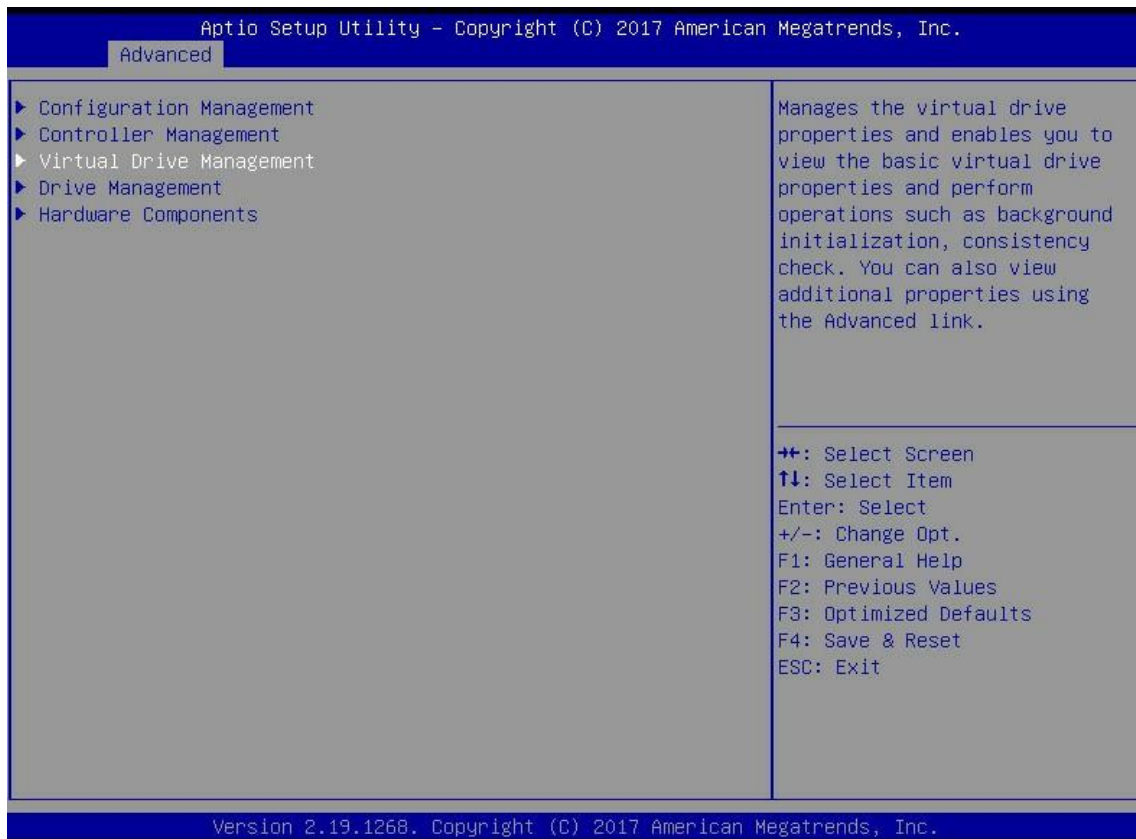 Aptio Setup Utility – Copyright (C) 2017 American Megatrends, Inc.
Advanced
▶ Configuration Management
▶ Controller Management
▶ Virtual Drive Management
▶ Drive Management
▶ Hardware Components
Manages the virtual drive
properties and enables you to
view the basic virtual drive
properties and perform
operations such as background
initialization, consistency
check. You can also view
additional properties using
the Advanced link.
→←: Select Screen
↑↓: Select Item
Enter: Select
+/-: Change Opt.
F1: General Help
F2: Previous Values
F3: Optimized Defaults
F4: Save & Reset
ESC: Exit
Version 2.19.1268. Copyright (C) 2017 American Megatrends, Inc.